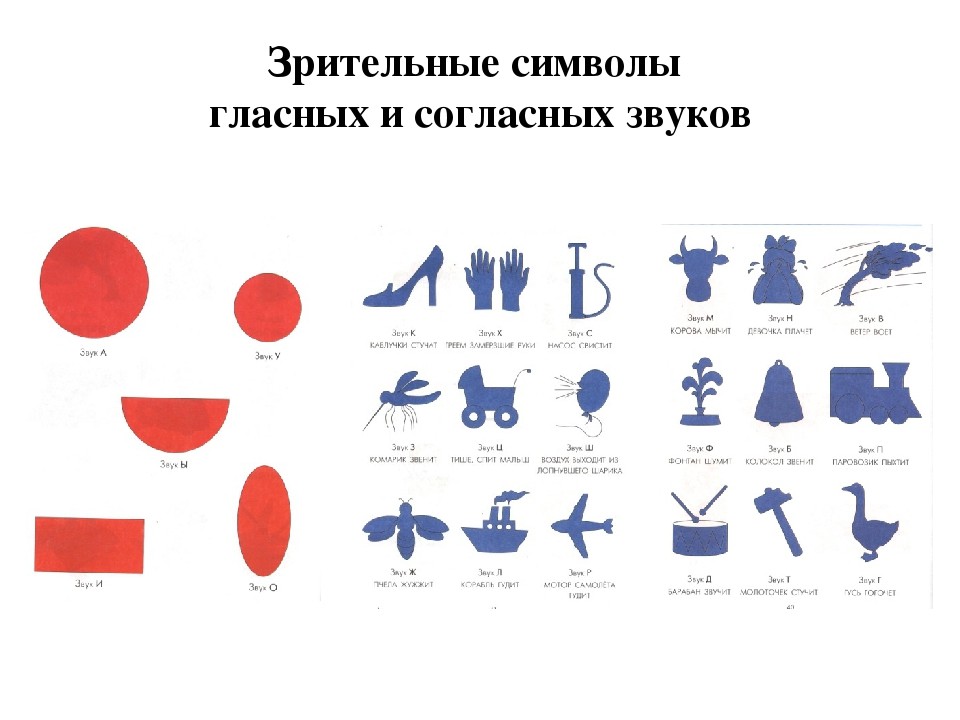 Зрительные символы
гласных и согласных звуков
Звук А
Звук У
Звук Ы
Звук И
Звук О
Звук К
КАБЛУЧКИ СТУЧАТ
Звук Х
ГРЕЕМ ЗАМЁРЗШИЕ РУКИ
Звук С
НАСОС СВИСТИТ
Звук З
КОМАРИК ЗВЕНИТ
Звук Ц
ТИШЕ, СПИТ МАЛЫШ
Звук Ш
ВОЗДУХ ВЫХОДИТ ИЗ
ЛОПНУВШЕГО ШАРИКА
Звук Ж
ПЧЕЛА ЖУЖЖИТ
Звук Л
КОРАБЛЬ ГУДИТ
Звук Р
МОТОР САМОЛЁТА
ГУДИТ
Звук М
КОРОВА МЫЧИТ
Звук Н
ДЕВОЧКА ПЛАЧЕТ
Звук В
ВЕТЕР ВОЕТ
Звук Ф
ФОНТАН ШУМИТ
Звук Б
КОЛОКОЛ ЗВЕНИТ
Звук П
ПАРОВОЗИК ПЫХТИТ
Звук Д
БАРАБАН ЗВУЧИТ
Звук Т
МОЛОТОЧЕК СТУЧИТ
Звук Г
ГУСЬ ГОГОЧЕТ
40